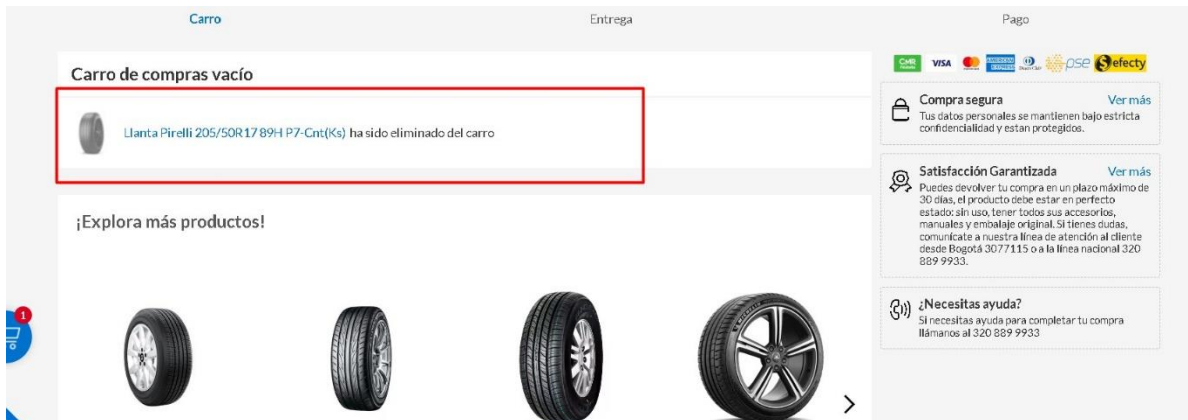 Carro
Entrega
Pago
Carro de compras vacío
Llanta Pirelli 205/50R17 89H P7-Cnt(Ks) ha sido eliminado del carro
¡Explora más productos!
1
CMR VISA pse efecty
Compra segura Ver más
Tus datos personales se mantienen bajo estricta
confidencialidad y estan protegidos.
Satisfacción Garantizada Ver más
Puedes devolver tu compra en un plazo máximo de
30 días, el producto debe estar en perfecto
estado: sin uso, tener todos sus accesorios,
manuales y embalaje original. Si tienes dudas,
comunícate a nuestra línea de atención al cliente
desde Bogotá 3077115 o a la línea nacional 320
889 9933.
¿Necesitas ayuda?
Si necesitas ayuda para completar tu compra
llámanos al 320 889 9933